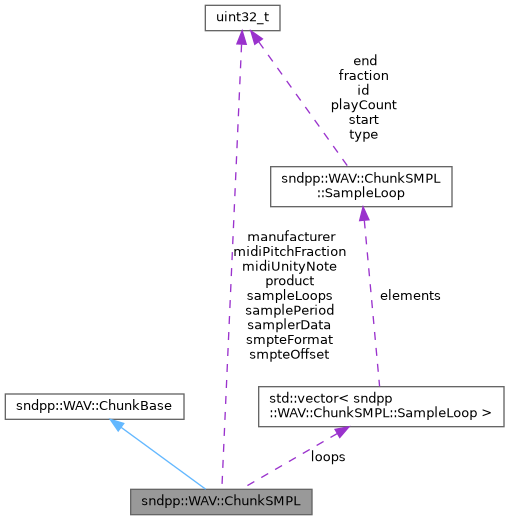 uint32_t
end
fraction
id
playCount
start
type
sndpp::WAV::ChunkSMPL
::SampleLoop
manufacturer
midiPitchFraction
midiUnityNote
product
sampleLoops
samplePeriod
samplerData
smpteFormat
smpteOffset
elements
sndpp::WAV::ChunkBase
std::vector< sndpp
::WAV::ChunkSMPL::SampleLoop >
loops
sndpp::WAV::ChunkSMPL